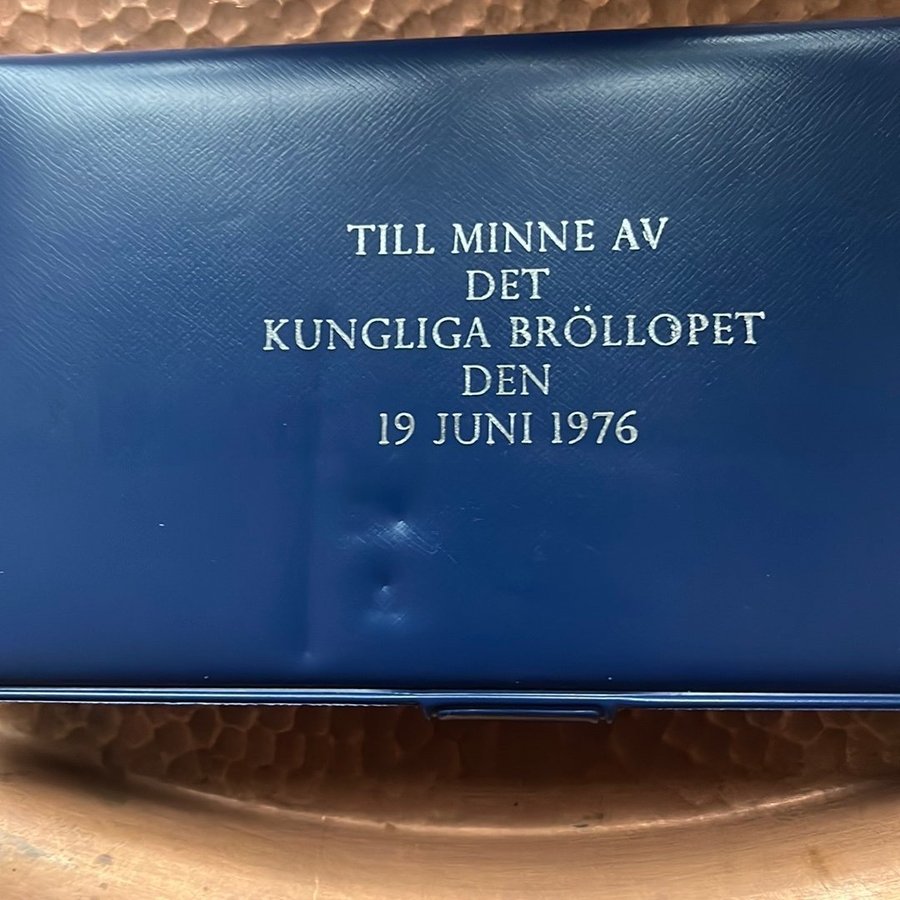 TILL MINNE AV
DET
KUNGLIGA BRÖLLOPET
DEN
19 JUNI 1976